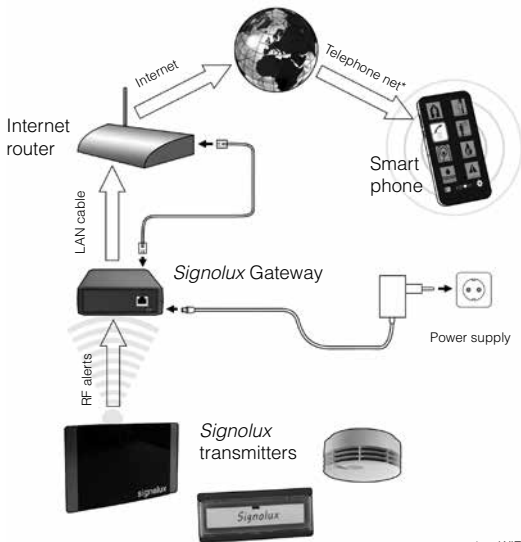 Internet
Telephone net*
Internet
router
Smart
phone
LAN cable
Signolux Gateway
Power supply
RF alerts
Signolux
transmitters
signolux
Signolux